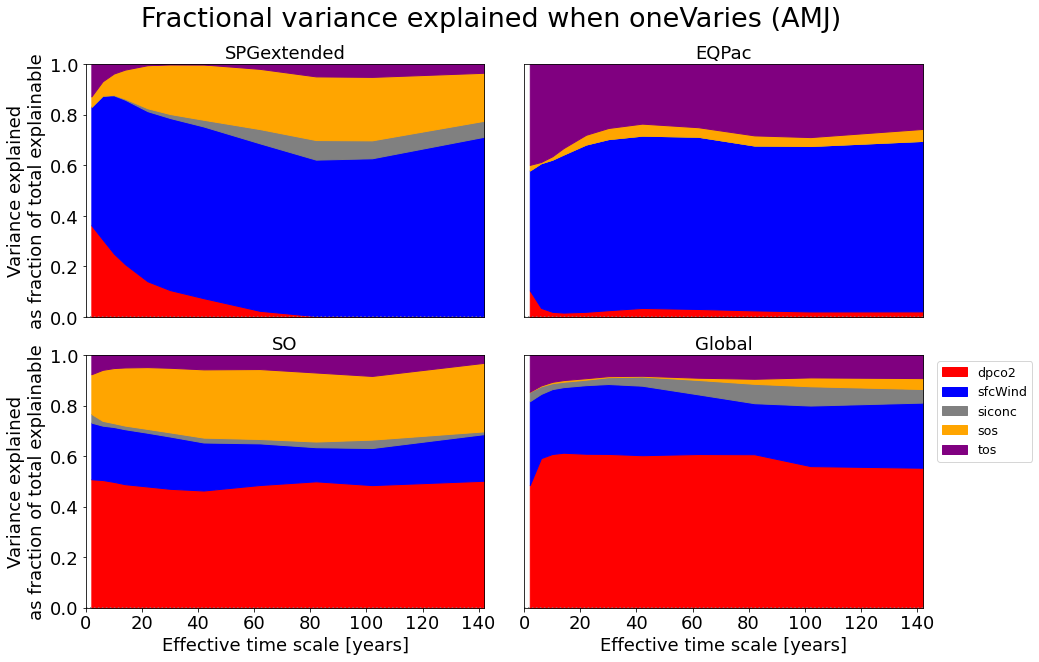 Fractional variance explained when oneVaries (AMJ)
SPGextended
EQPac
Variance explained
as fraction of total explainable
1.0
0.8
0.6
0.4
0.2
0.0
SO
Global
Variance explained
as fraction of total explainable
1.0
0.8
0.6
0.4
0.2
0.0
0 20 40 60 80 100 120 140
Effective time scale [years]
0 20 40 60 80 100 120 140
Effective time scale [years]
dpco2
sfcWind
siconc
sos
tos